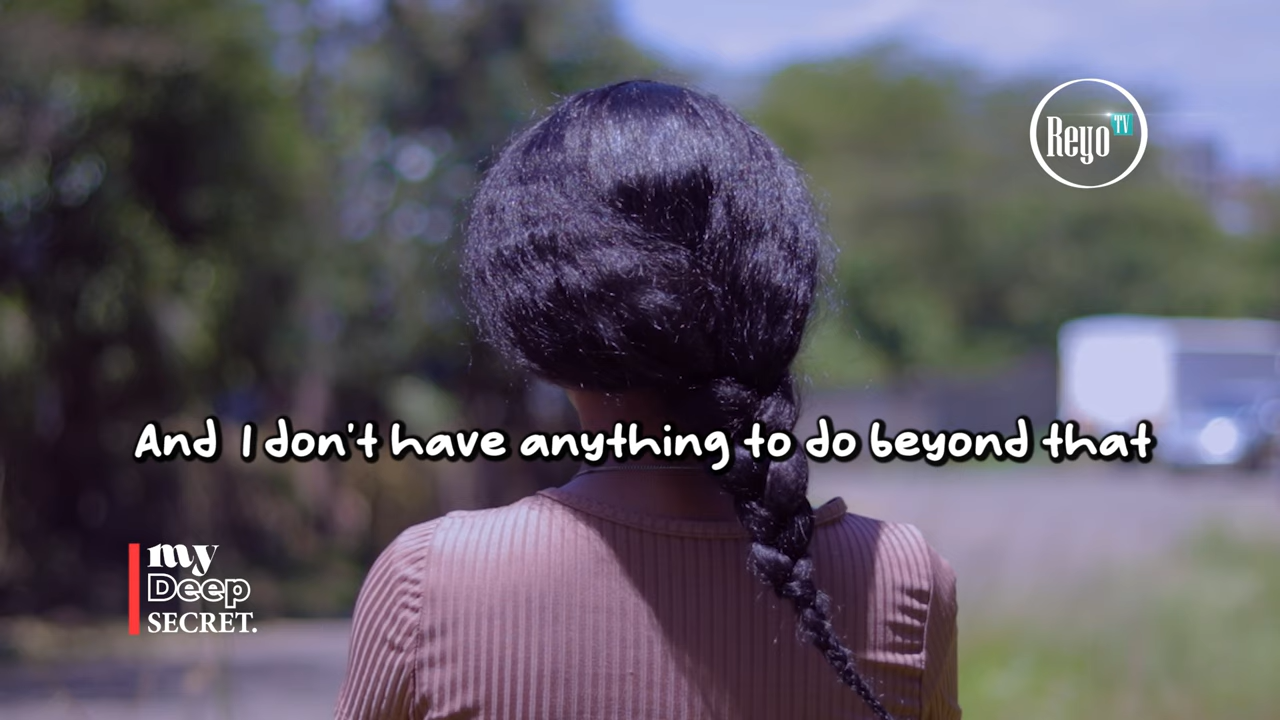 Reyo TV
And I don't have anything to do beyond that
my
Deep
SECRET.